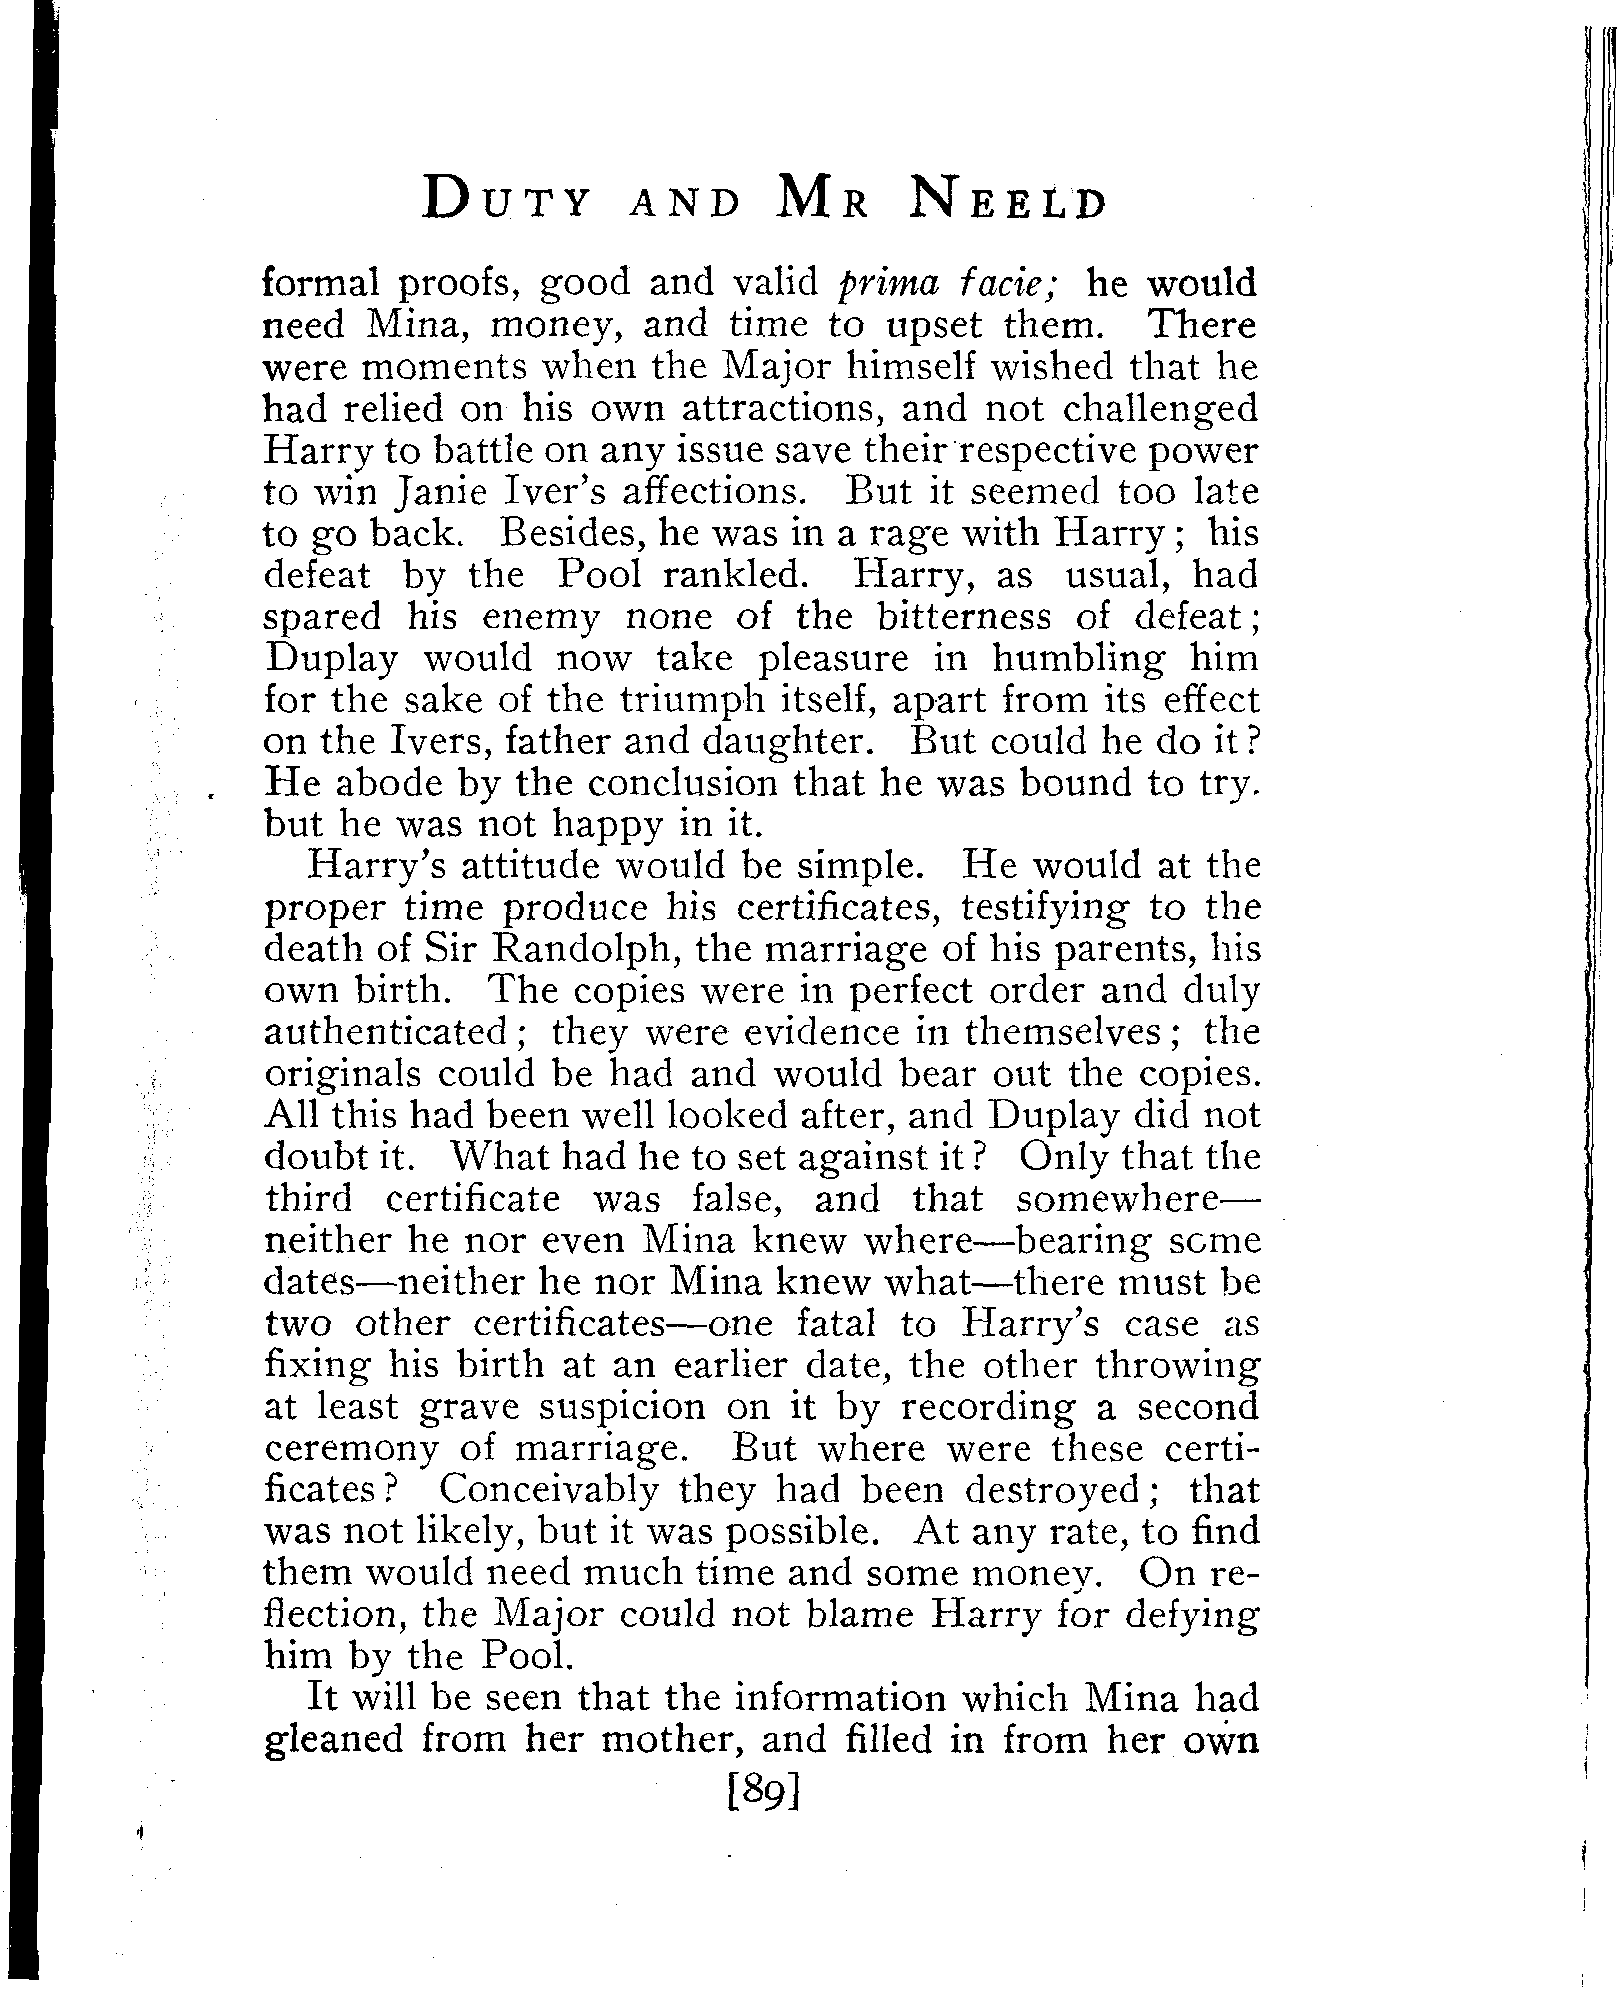 DUTY AND MR NEELD
formal proofs, good and valid prima facie; he would
need Mina, money, and time to upset them. There
were moments when the Major himself wished that he
had relied on his own attractions, and not challenged
Harry to battle on any issue save their respective power
to win Janie Iver's affections. But it seemed too late
to go back. Besides, he was in a rage with Harry; his
defeat by the Pool rankled. Harry, as usual, had
spared his enemy none of the bitterness of defeat;
Duplay would now take pleasure in humbling him
for the sake of the triumph itself, apart from its effect
on the Ivers, father and daughter. But could he do it?
He abode by the conclusion that he was bound to try.
but he was not happy in it.
Harry's attitude would be simple. He would at the
proper time produce his certificates, testifying to the
death of Sir Randolph, the marriage of his parents, his
own birth. The copies were in perfect order and duly
authenticated; they were evidence in themselves; the
originals could be had and would bear out the copies.
All this had been well looked after, and Duplay did not
doubt it. What had he to set against it? Only that the
third certificate was false, and that somewhere—
neither he nor even Mina knew where—bearing some
dates—neither he nor Mina knew what—there must be
two other certificates—one fatal to Harry's case as
fixing his birth at an earlier date, the other throwing
at least grave suspicion on it by recording a second
ceremony of marriage. But where were these certi-
ficates? Conceivably they had been destroyed; that
was not likely, but it was possible. At any rate, to find
them would need much time and some money. On re-
flection, the Major could not blame Harry for defying
him by the Pool.
It will be seen that the information which Mina had
gleaned from her mother, and filled in from her own
[89]